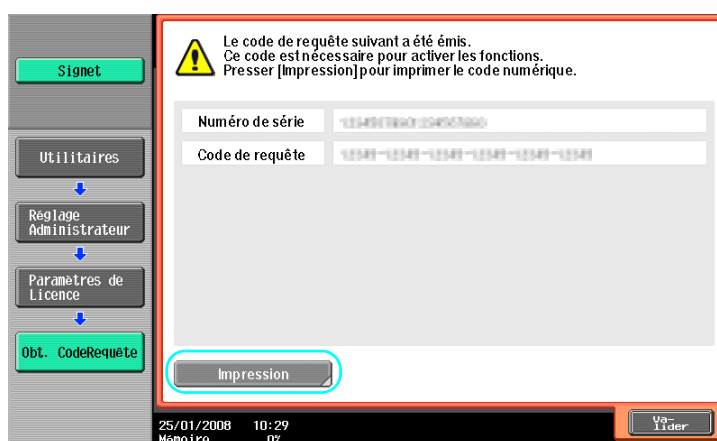 Signet
Utilitaires
Réglage
Administrateur
Paramètres de
Licence
Obt. CodeRequête
Le code de requête suivant a été émis.
Ce code est nécessaire pour activer les fonctions.
Presser [Impression] pour imprimer le code numérique.
Numéro de série
Code de requête
Impression
25/01/2008 10:29
Mémoire 0%
Va-
lider